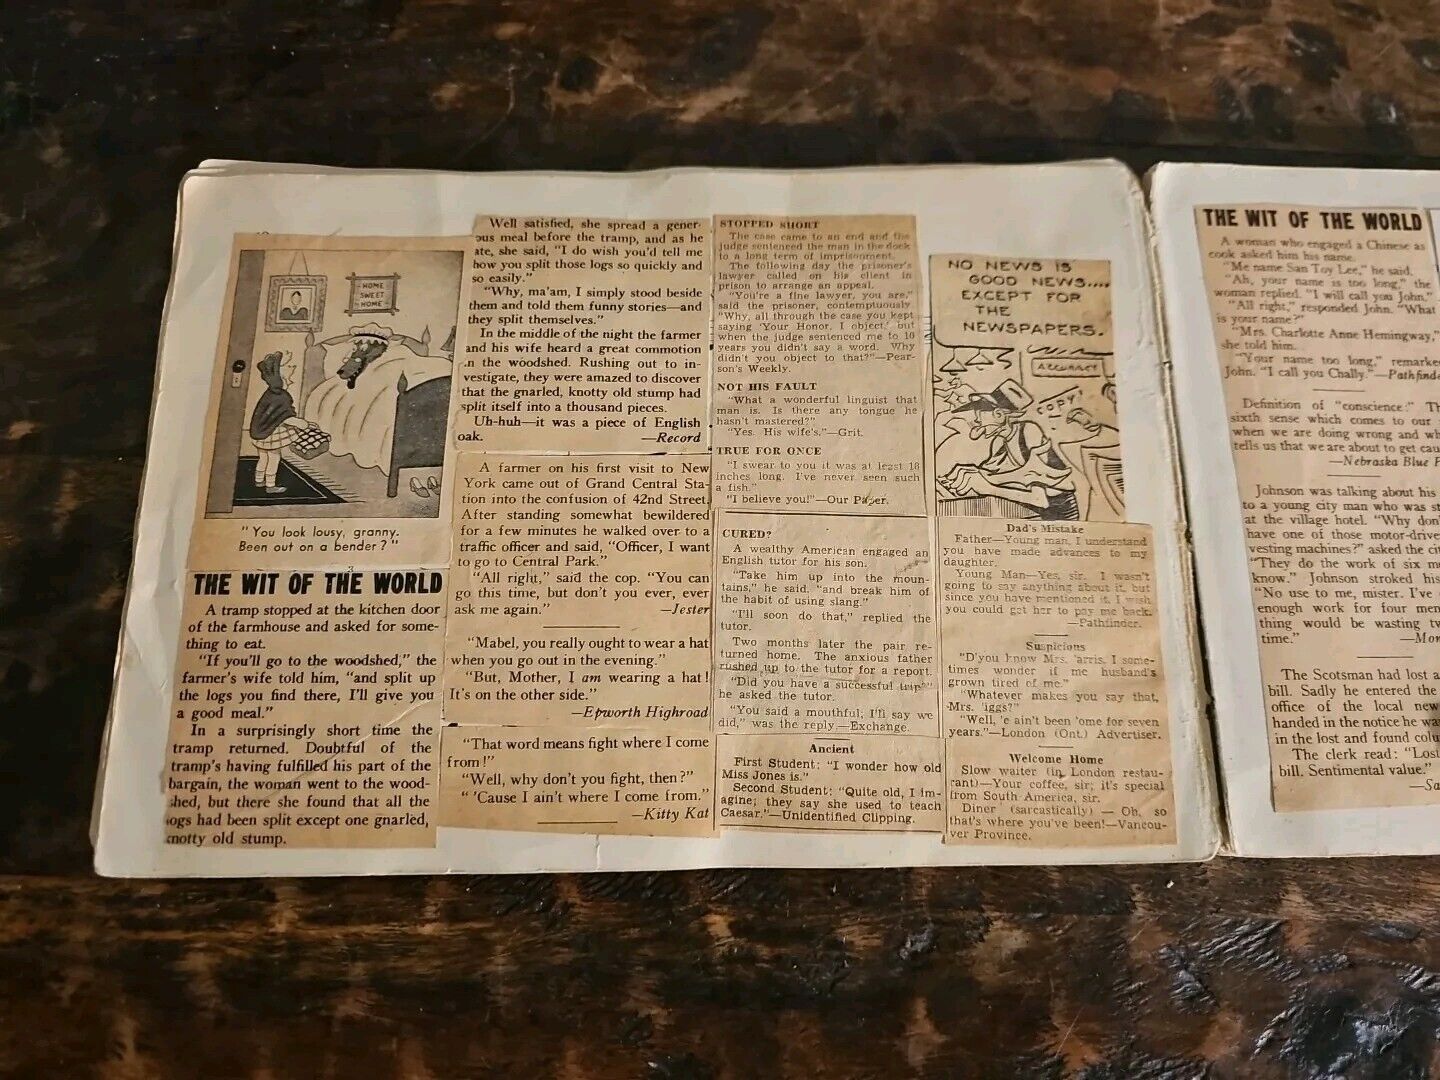 HOME
SWEET
HOME
"You look lousy, granny.
Been out on a bender?"
THE WIT OF THE WORLD
A tramp stopped at the kitchen door
of the farmhouse and asked for some-
thing to eat.
"If you'll go to the woodshed," the
farmer's wife told him, "and split up
the logs you find there, I'll give you
a good meal."
In a surprisingly short time the
tramp returned. Doubtful of the
tramp's having fulfilled his part of the
bargain, the woman went to the wood-
shed, but there she found that all the
logs had been split except one gnarled,
knotty old stump.
Well satisfied, she spread a gener-
ous meal before the tramp, and as he
ate, she said, "I do wish you'd tell me
how you split those logs so quickly and
so easily."
"Why, ma'am, I simply stood beside
them and told them funny stories—and
they split themselves."
In the middle of the night the farmer
and his wife heard a great commotion
in the woodshed. Rushing out to in-
vestigate, they were amazed to discover
that the gnarled, knotty old stump had
split itself into a thousand pieces.
Uh-huh—it was a piece of English
oak. —Record
A farmer on his first visit to New
York came out of Grand Central Sta-
tion into the confusion of 42nd Street.
After standing somewhat bewildered
for a few minutes he walked over to a
traffic officer and said, "Officer, I want
to go to Central Park."
"All right," said the cop. "You can
go this time, but don't you ever, ever
ask me again." —Jester
"Mabel, you really ought to wear a hat
when you go out in the evening."
"But, Mother, I am wearing a hat!
It's on the other side."
—Epworth Highroad
"That word means fight where I come
from!"
"Well, why don't you fight, then?"
"'Cause I ain't where I come from."
—Kitty Kat
STOPPED SHORT
The case came to an end and the
judge sentenced the man in the dock
to a long term of imprisonment.
The following day the prisoner's
lawyer called on his client in
prison to arrange an appeal.
"You're a fine lawyer, you are,"
said the prisoner, contemptuously.
"Why, all through the case you kept
saying 'Your Honor, I object,' but
when the judge sentenced me to 10
years you didn't say a word. Why
didn't you object to that?"—Pear-
son's Weekly.
NOT HIS FAULT
"What a wonderful linguist that
man is. Is there any tongue he
hasn't mastered?"
"Yes. His wife's."—Grit.
TRUE FOR ONCE
"I swear to you it was at least 18
inches long. I've never seen such
a fish."
"I believe you!"—Our Paper.
CURED?
A wealthy American engaged an
English tutor for his son.
"Take him up into the moun-
tains," he said, "and break him of
the habit of using slang."
"I'll soon do that," replied the
tutor.
Two months later the pair re-
turned home. The anxious father
rushed up to the tutor for a report.
"Did you have a successful trip?"
he asked the tutor.
"You said a mouthful; I'll say we
did," was the reply.—Exchange.
Ancient
First Student: "I wonder how old
Miss Jones is."
Second Student: "Quite old, I im-
agine; they say she used to teach
Caesar."—Unidentified Clipping.
NO NEWS IS
GOOD NEWS....
EXCEPT FOR
THE
NEWSPAPERS.
ACCURACY
COPY!
Dad's Mistake
Father—Young man, I understand
you have made advances to my
daughter.
Young Man—Yes, sir. I wasn't
going to say anything about it, but
since you have mentioned it, I wish
you could get her to pay me back.
—Pathfinder.
Suspicious
"D'you know Mrs. 'arris, I some-
times wonder if me husband's
grown tired of me."
"Whatever makes you say that,
Mrs. 'iggs?"
"Well, 'e ain't been 'ome for seven
years."—London (Ont.) Advertiser.
Welcome Home
Slow waiter (in London restau-
rant)—Your coffee, sir; it's special
from South America, sir.
Diner (sarcastically) — Oh, so
that's where you've been!—Vancou-
ver Province.
THE WIT OF THE WORLD
A woman who engaged a Chinese as
cook asked him his name.
"Me name San Toy Lee," he said.
"Ah, your name is too long," the
woman replied. "I will call you John."
"All right," responded John. "What
is your name?"
"Mrs. Charlotte Anne Hemingway,"
she told him.
"Your name too long," remarked
John. "I call you Chally."—Pathfinde
Definition of "conscience:" Th
sixth sense which comes to our
when we are doing wrong and wh
tells us that we are about to get cau
—Nebraska Blue P
Johnson was talking about his
to a young city man who was st
at the village hotel. "Why don'
have one of those motor-drive
vesting machines?" asked the cit
"They do the work of six me
know." Johnson stroked his
"No use to me, mister. I've
enough work for four men
thing would be wasting tw
time." —Mon
The Scotsman had lost a
bill. Sadly he entered the
office of the local new
handed in the notice he wa
in the lost and found colu
The clerk read: "Lost
bill. Sentimental value."
—Sa